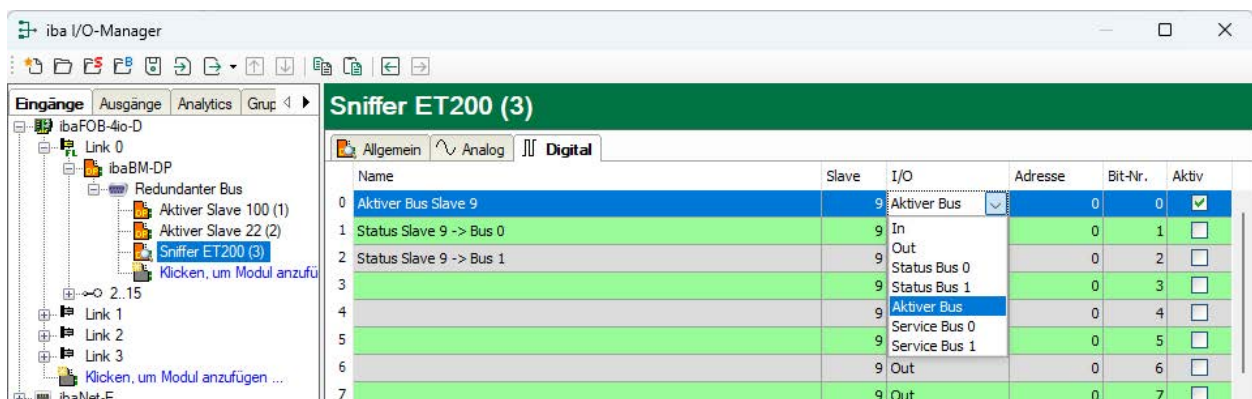 iba I/O-Manager
Eingänge Ausgänge Analytics Grup
ibaFOB-4io-D
Link 0
ibaBM-DP
Redundanter Bus
Aktiver Slave 100 (1)
Aktiver Slave 22 (2)
Sniffer ET200 (3)
Klicken, um Modul anzufü
2..15
Link 1
Link 2
Link 3
Klicken, um Modul anzufügen ...
ibaNet-E
Sniffer ET200 (3)
Allgemein Analog Digital
Name Slave I/O Adresse Bit-Nr. Aktiv
0 Aktiver Bus Slave 9 9 Aktiver Bus 0 0
1 Status Slave 9 -> Bus 0 9 0 1
2 Status Slave 9 -> Bus 1 9 0 2
3 9 0 3
4 9 0 4
5 9 0 5
6 9 Out 0 6
7 9 Out 0 7
In
Out
Status Bus 0
Status Bus 1
Aktiver Bus
Service Bus 0
Service Bus 1